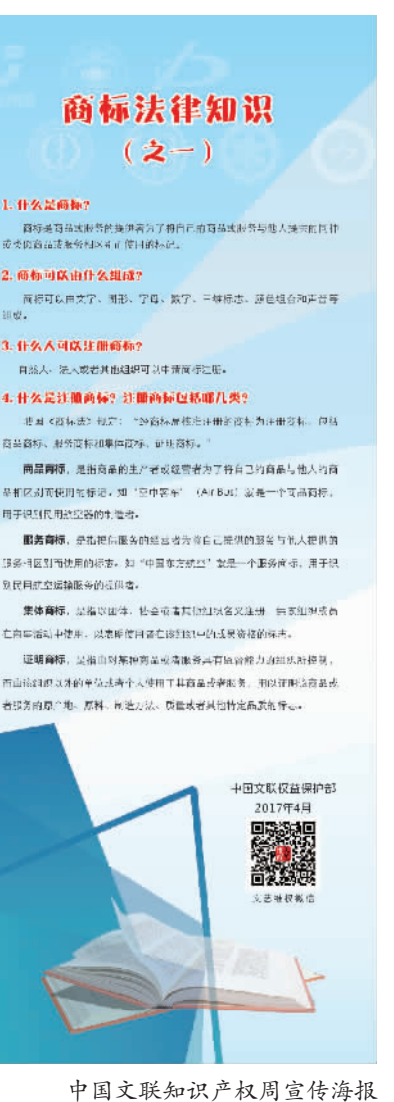 商标法律知识
（之一）
1. 什么是商标？
商标是商品或服务的提供者为了将自己的商品或服务与他人提供的同种
或类似商品或服务相区别而使用的标记。
2. 商标可以由什么组成？
商标可以由文字、图形、字母、数字、三维标志、颜色组合和声音等
组成。
3. 什么人可以注册商标？
自然人、法人或者其他组织可以申请商标注册。
4. 什么是注册商标？注册商标包括哪几类？
我国《商标法》规定：“经商标局核准注册的商标为注册商标，包括
商品商标、服务商标和集体商标、证明商标。”
商品商标，是指商品的生产者或经营者为了将自己的商品与他人的商
品相区别而使用的标记。如“空中客车”（Air Bus）就是一个商品商标，
用于识别民用航空器的制造者。
服务商标，是指提供服务的经营者为将自己提供的服务与他人提供的
服务相区别而使用的标志。如“中国东方航空”就是一个服务商标，用于识
别民用航空运输服务的提供者。
集体商标，是指以团体、协会或者其他组织名义注册，供该组织成员
在商事活动中使用，以表明使用者在该组织中的成员资格的标志。
证明商标，是指由对某种商品或者服务具有监督能力的组织所控制，
而由该组织以外的单位或者个人使用于其商品或者服务，用以证明该商品或
者服务的原产地、原料、制造方法、质量或者其他特定品质的标志。
中国文联权益保护部
2017年4月
文艺维权微信
中国文联知识产权周宣传海报